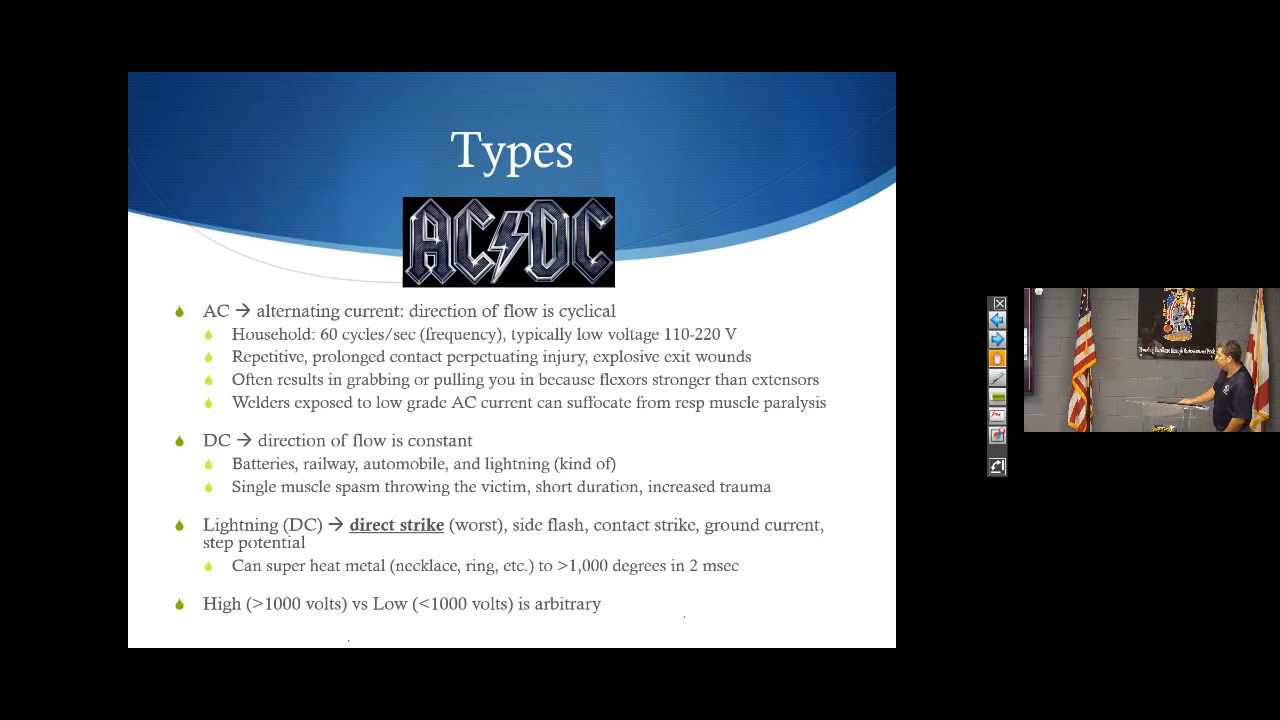 Types
AC⚡DC
AC → alternating current: direction of flow is cyclical
Household: 60 cycles/sec (frequency), typically low voltage 110-220 V
Repetitive, prolonged contact perpetuating injury, explosive exit wounds
Often results in grabbing or pulling you in because flexors stronger than extensors
Welders exposed to low grade AC current can suffocate from resp muscle paralysis
DC → direction of flow is constant
Batteries, railway, automobile, and lightning (kind of)
Single muscle spasm throwing the victim, short duration, increased trauma
Lightning (DC) → direct strike (worst), side flash, contact strike, ground current,
step potential
Can super heat metal (necklace, ring, etc.) to >1,000 degrees in 2 msec
High (>1000 volts) vs Low (<1000 volts) is arbitrary